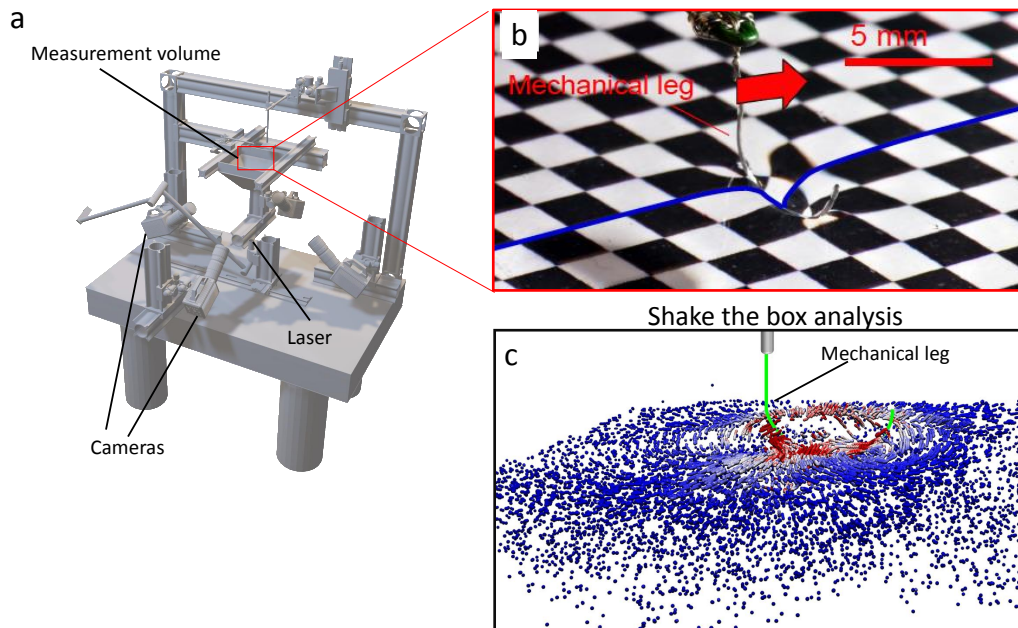 a
Measurement volume
Laser
Cameras
b
5 mm
Mechanical leg
Shake the box analysis
c
Mechanical leg